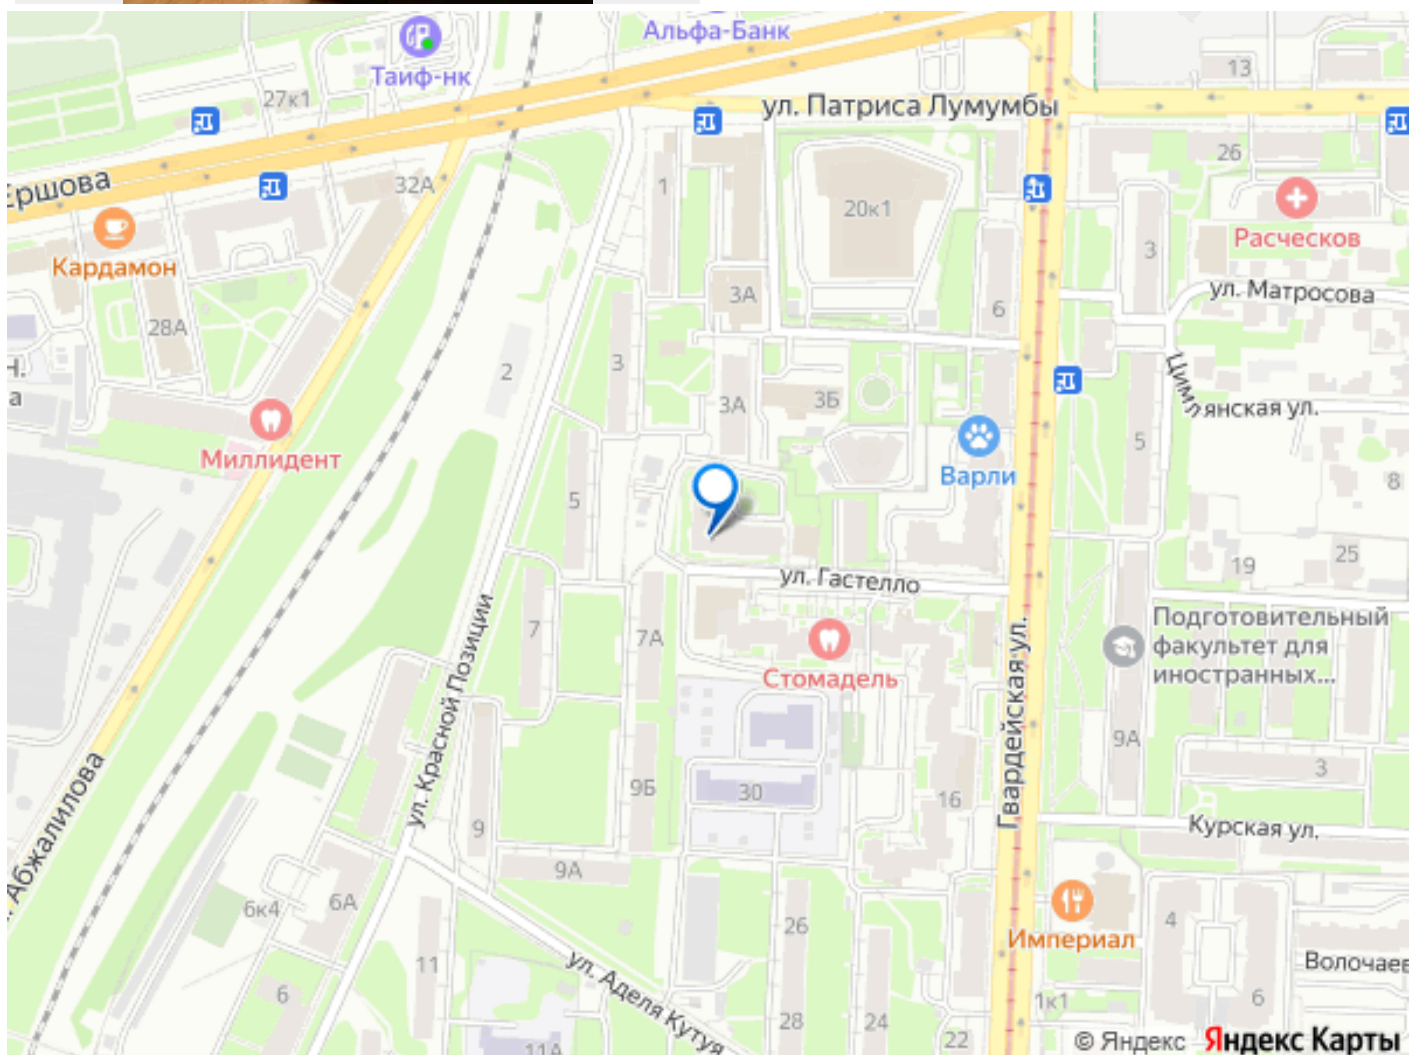 Альфа-Банк
Таиф-нк
27к1
13
ул. Патриса Лумумбы
Ершова
32А
1
26
20к1
Расческов
3
Кардамон
3А
ул. Матросова
6
28А
2
3
3А
3Б
янская ул.
Миллидент
5
Варли
8
5
25
19
ул. Гастелло
7
7А
Подготовительный
факультет для
иностранных...
Стомадель
ул. Красной Позиции
Гвардейская ул.
9А
3
9Б
30
16
9
Курская ул.
Абжалилова
9А
6А
6к4
26
4
Империал
ул. Аделя Кутуя
11
Волочаев
6
6
1к1
28
24
22
11А
© Яндекс Яндекс Карты